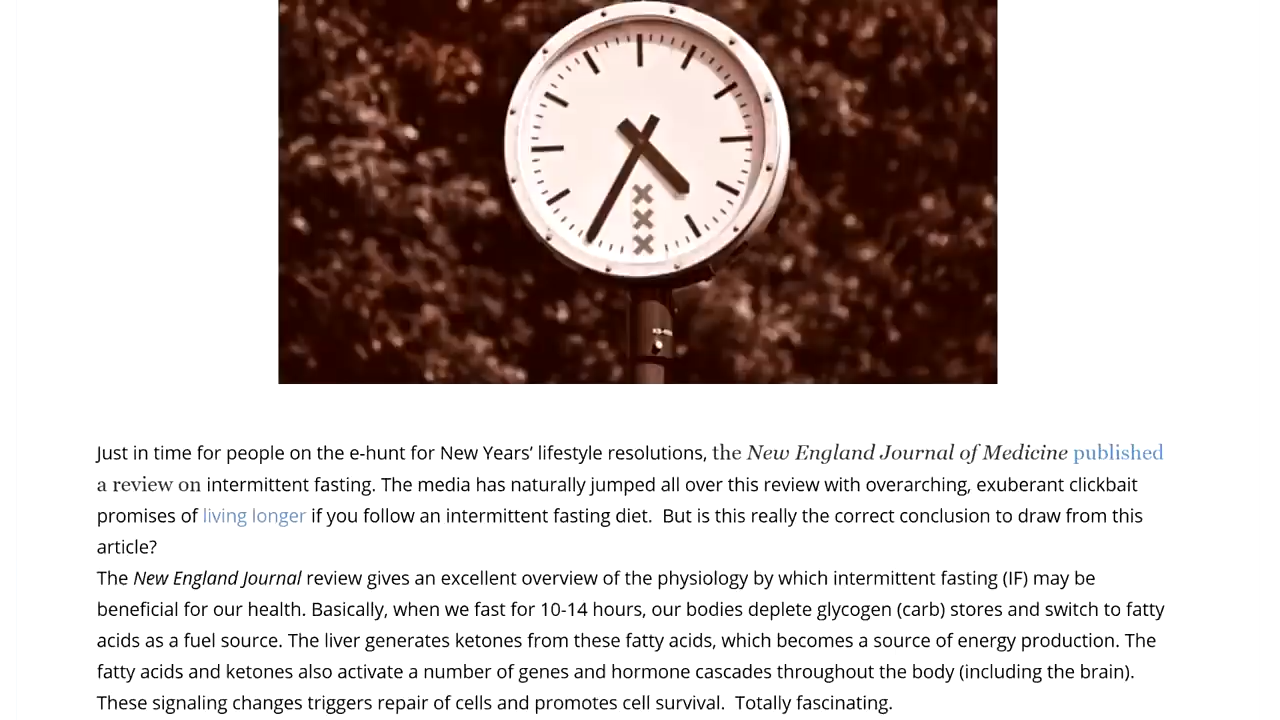 Just in time for people on the e-hunt for New Years’ lifestyle resolutions, the New England Journal of Medicine published
a review on intermittent fasting. The media has naturally jumped all over this review with overarching, exuberant clickbait
promises of living longer if you follow an intermittent fasting diet.  But is this really the correct conclusion to draw from this
article?
The New England Journal review gives an excellent overview of the physiology by which intermittent fasting (IF) may be
beneficial for our health. Basically, when we fast for 10-14 hours, our bodies deplete glycogen (carb) stores and switch to fatty
acids as a fuel source. The liver generates ketones from these fatty acids, which becomes a source of energy production. The
fatty acids and ketones also activate a number of genes and hormone cascades throughout the body (including the brain).
These signaling changes triggers repair of cells and promotes cell survival.  Totally fascinating.